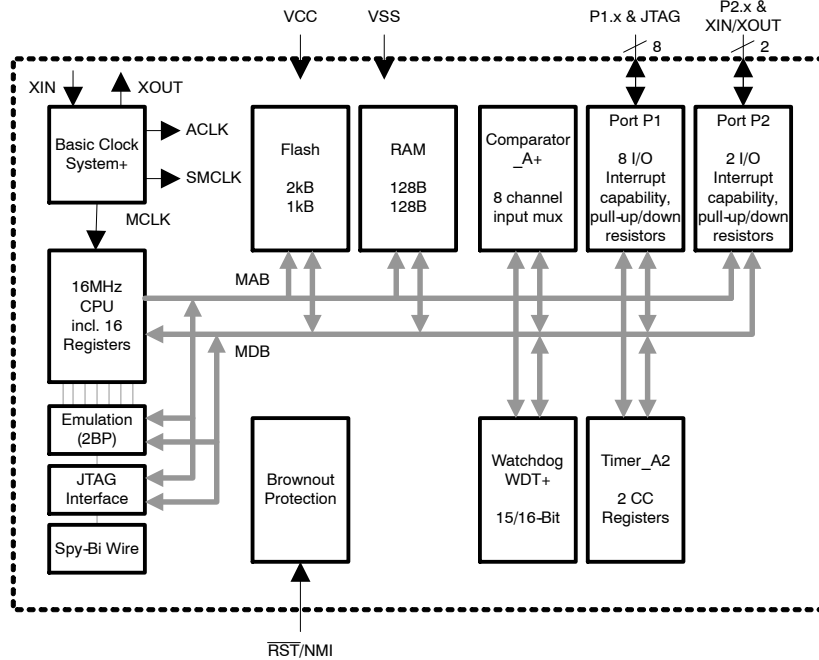 VCC
VSS
P1.x & JTAG
P2.x &
XIN/XOUT
8
2
XIN
XOUT
Basic Clock
System+
ACLK
SMCLK
MCLK
Flash
2kB
1kB
RAM
128B
128B
Comparator
_A+
8 channel
input mux
Port P1
8 I/O
Interrupt
capability,
pull-up/down
resistors
Port P2
2 I/O
Interrupt
capability,
pull-up/down
resistors
16MHz
CPU
incl. 16
Registers
MAB
MDB
Emulation
(2BP)
JTAG
Interface
Spy-Bi Wire
Brownout
Protection
Watchdog
WDT+
15/16-Bit
Timer_A2
2 CC
Registers
RST/NMI